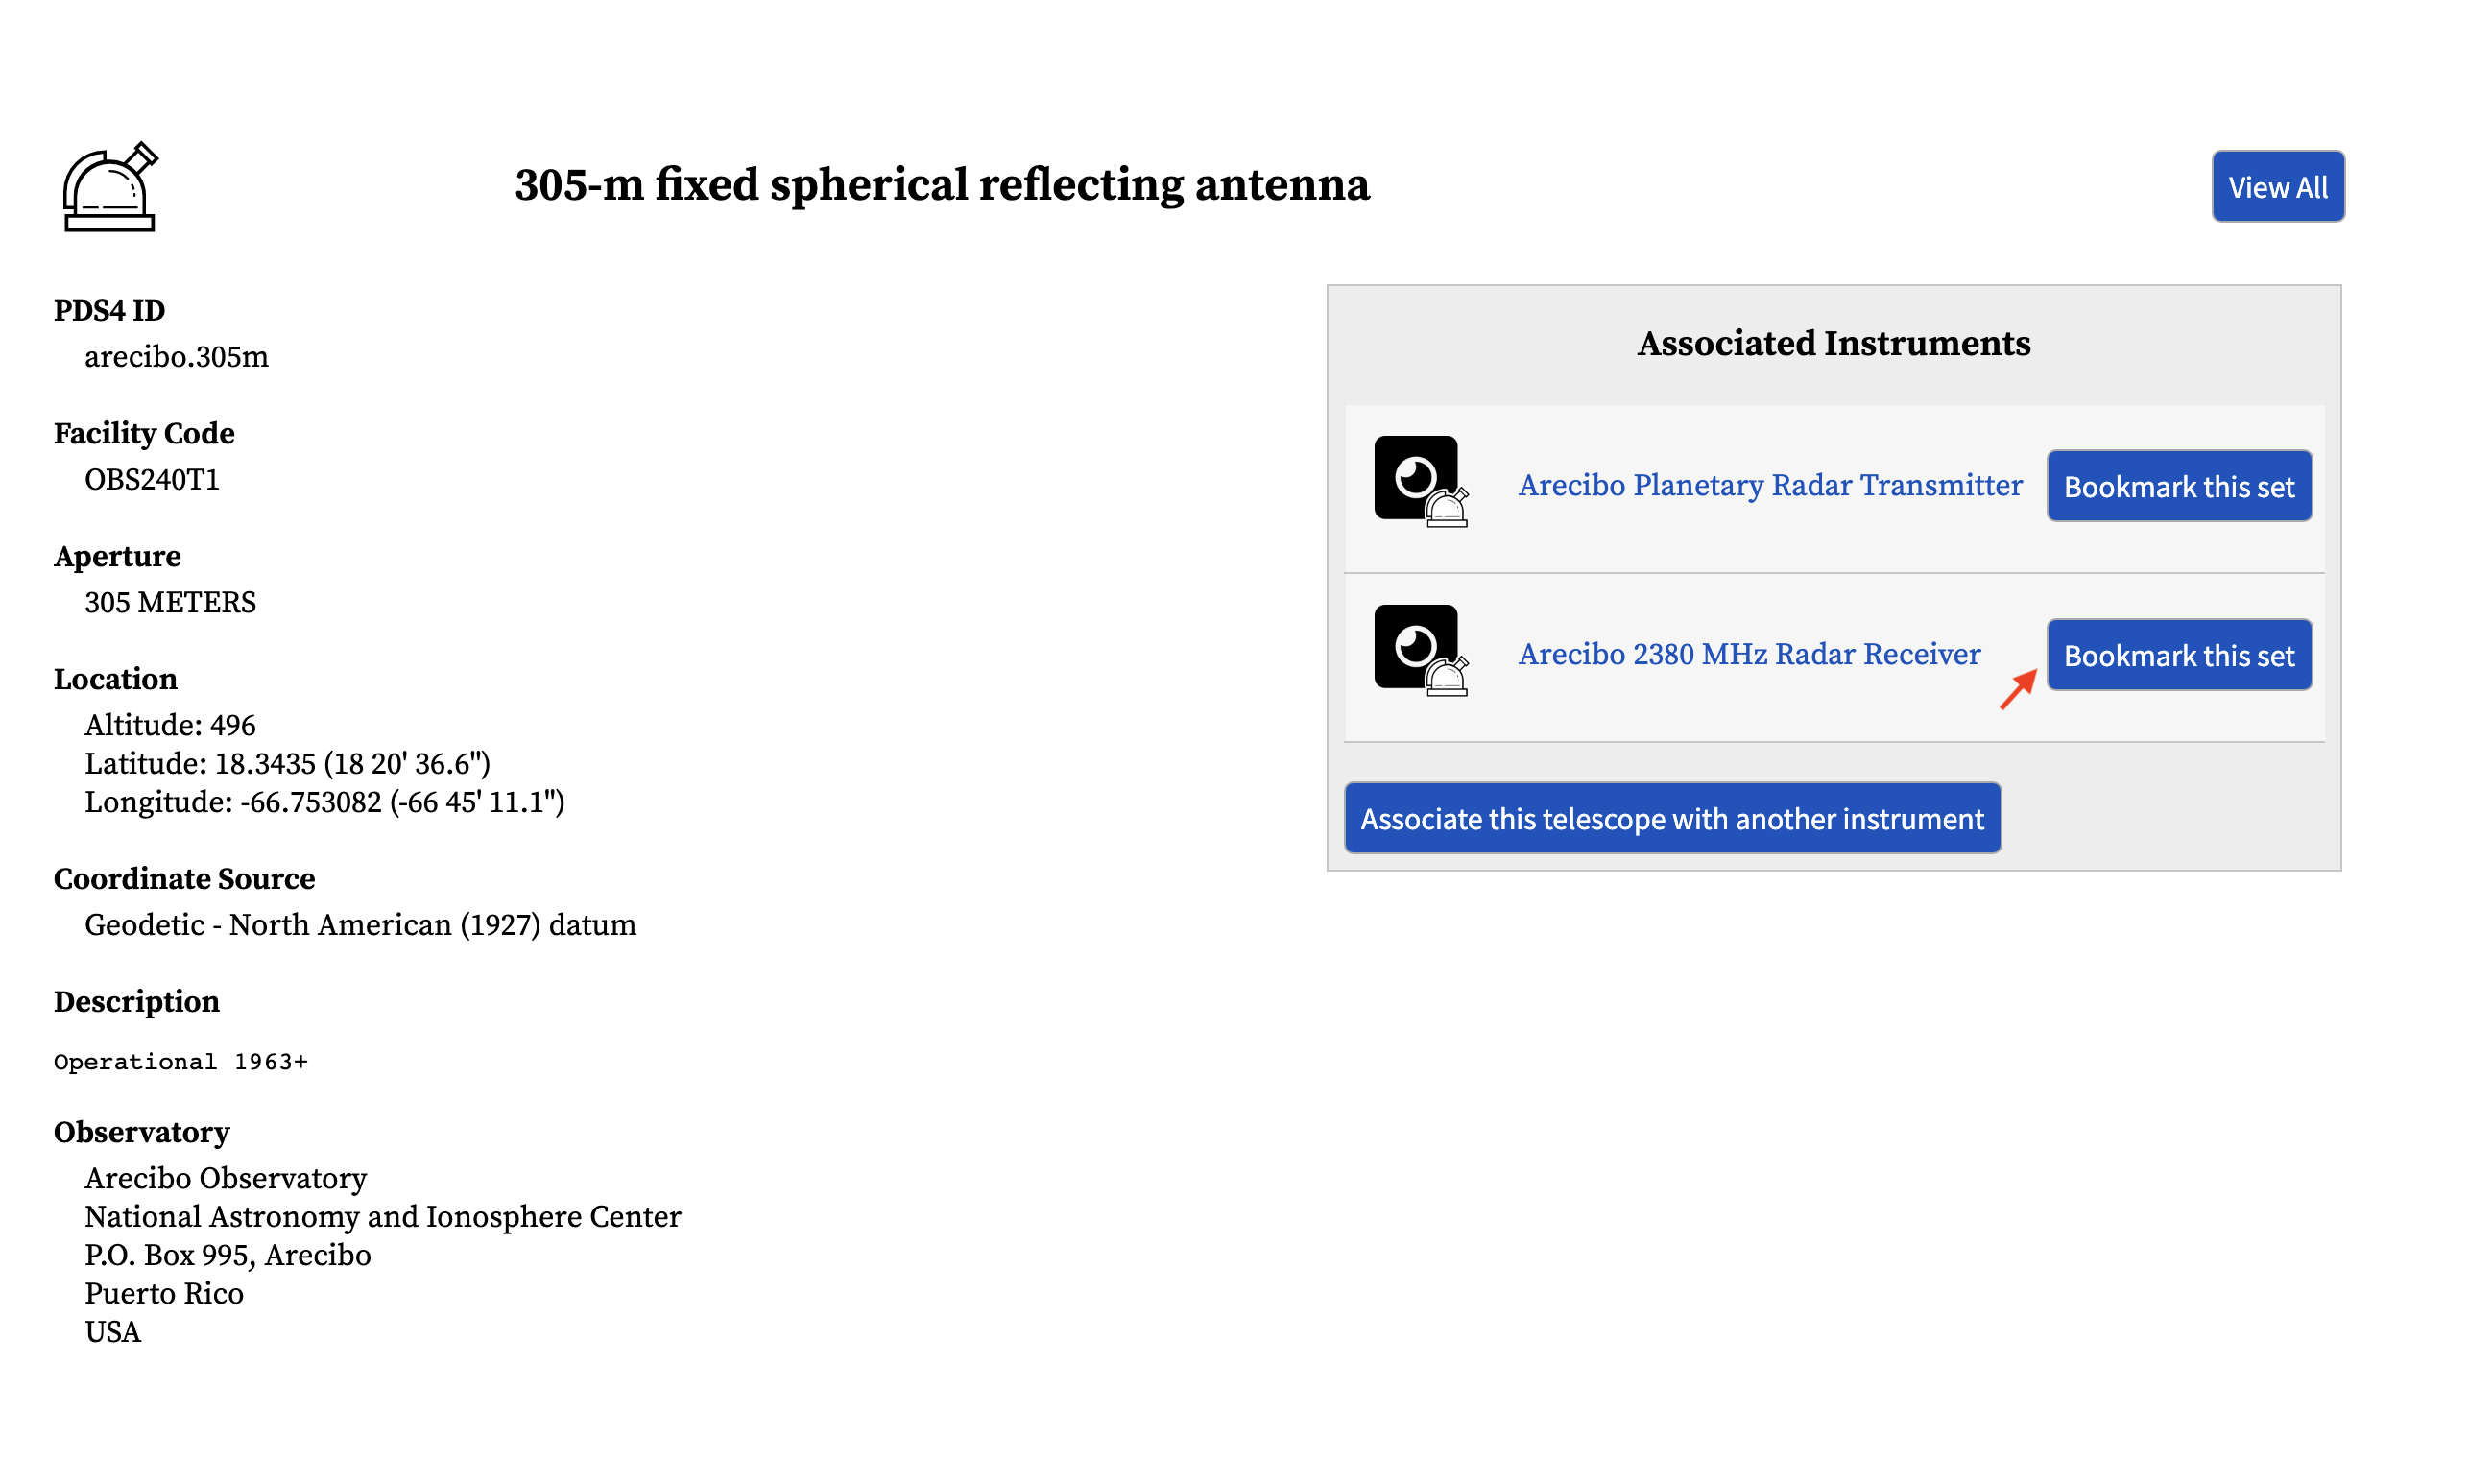 305-m fixed spherical reflecting antenna
View All
PDS4 ID
arecibo.305m
Facility Code
OBS240T1
Aperture
305 METERS
Location
Altitude: 496
Latitude: 18.3435 (18 20' 36.6")
Longitude: -66.753082 (-66 45' 11.1")
Coordinate Source
Geodetic - North American (1927) datum
Description
Operational 1963+
Observatory
Arecibo Observatory
National Astronomy and Ionosphere Center
P.O. Box 995, Arecibo
Puerto Rico
USA
Associated Instruments
Arecibo Planetary Radar Transmitter
Bookmark this set
Arecibo 2380 MHz Radar Receiver
Bookmark this set
Associate this telescope with another instrument